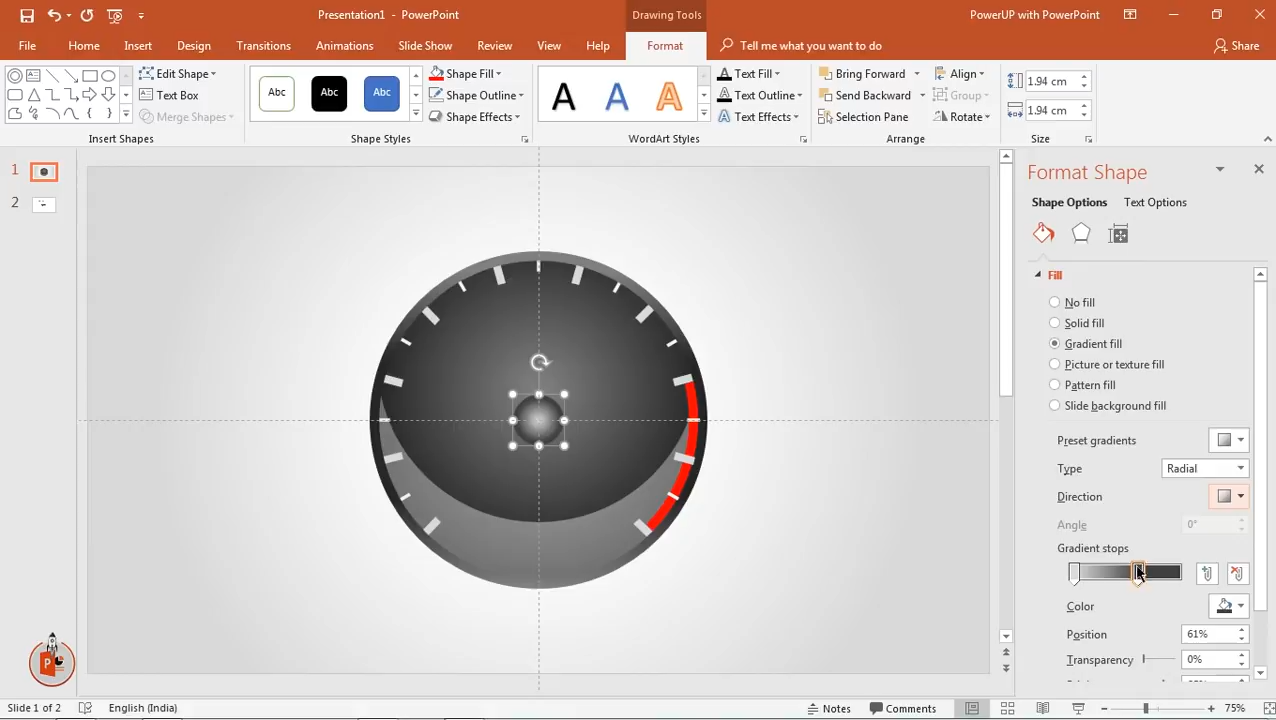 Presentation1 - PowerPoint
Drawing Tools
PowerUP with PowerPoint
File
Home
Insert
Design
Transitions
Animations
Slide Show
Review
View
Help
Format
Tell me what you want to do
Share
Edit Shape
Text Box
Merge Shapes
Insert Shapes
Abc
Abc
Abc
Shape Fill
Shape Outline
Shape Effects
Shape Styles
A
A
A
Text Fill
Text Outline
Text Effects
WordArt Styles
Bring Forward
Send Backward
Selection Pane
Align
Group
Rotate
Arrange
1.94 cm
1.94 cm
Size
1
2
Format Shape
Shape Options
Text Options
Fill
No fill
Solid fill
Gradient fill
Picture or texture fill
Pattern fill
Slide background fill
Preset gradients
Type
Radial
Direction
Angle
0°
Gradient stops
Color
Position
61%
Transparency
0%
P
Slide 1 of 2
English (India)
Notes
Comments
75%